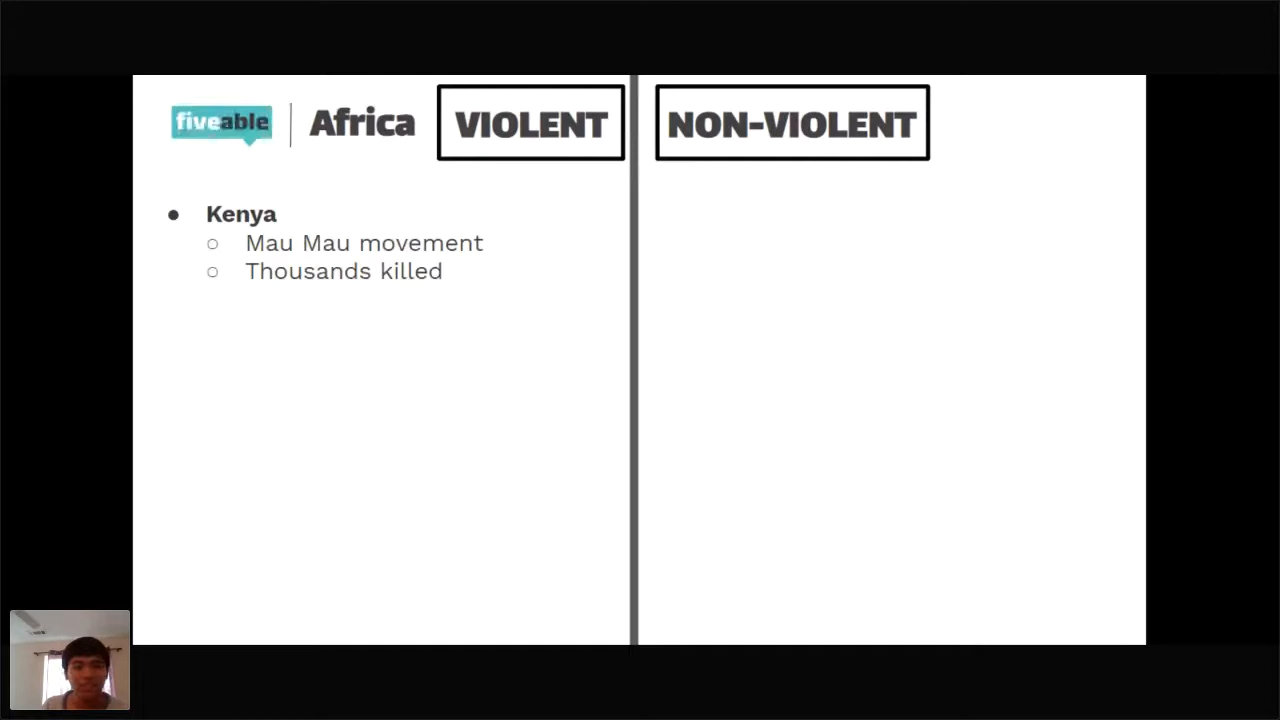 fiveable
Africa
VIOLENT
NON-VIOLENT
Kenya
Mau Mau movement
Thousands killed